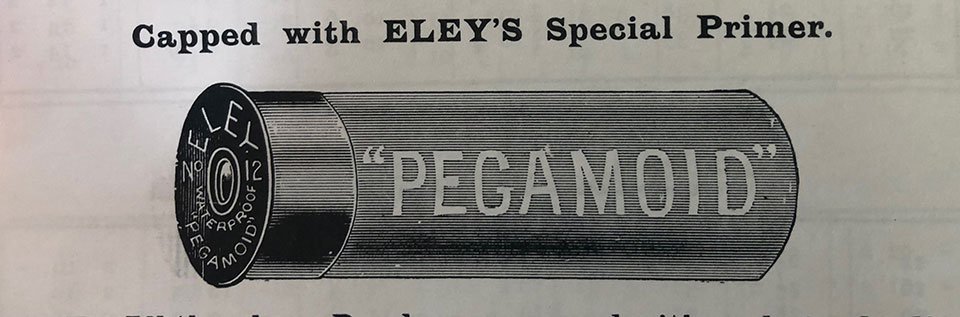 Capped with ELEY'S Special Primer.
ELEY
No 12
WATERPROOF
"PEGAMOID"
"PEGAMOID"